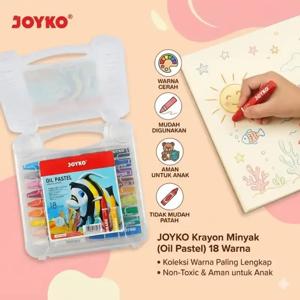 JOYKO®
WARNA
CERAH
MUDAH
DIGUNAKAN
AMAN
UNTUK ANAK
TIDAK MUDAH
PATAH
JOYKO
OIL PASTEL
18
JOYKO Krayon Minyak
(Oil Pastel) 18 Warna
• Koleksi Warna Paling Lengkap
• Non-Toxic & Aman untuk Anak